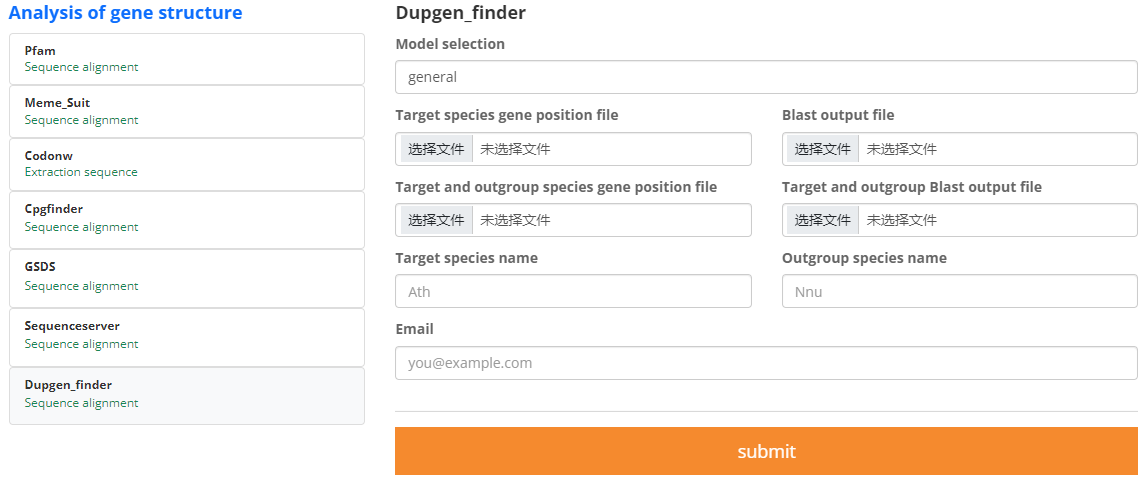 Analysis of gene structure
Pfam
Sequence alignment
Meme_Suit
Sequence alignment
Codonw
Extraction sequence
Cpgfinder
Sequence alignment
GSDS
Sequence alignment
Sequenceserver
Sequence alignment
Dupgen_finder
Sequence alignment
Dupgen_finder
Model selection
general
Target species gene position file
Blast output file
选择文件 未选择文件
选择文件 未选择文件
Target and outgroup species gene position file
Target and outgroup Blast output file
选择文件 未选择文件
选择文件 未选择文件
Target species name
Outgroup species name
Ath
Nnu
Email
you@example.com
submit